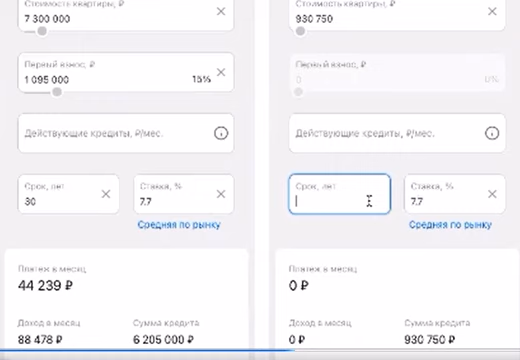 Стоимость квартиры, ₽
7 300 000
Первый взнос, ₽
1 095 000
15%
Действующие кредиты, ₽/мес.
Срок, лет
30
Ставка, %
7.7
Средняя по рынку
Платеж в месяц
44 239 ₽
Доход в месяц
88 478 ₽
Сумма кредита
6 205 000 ₽
Стоимость квартиры, ₽
930 750
Первый взнос, ₽
0
0%
Действующие кредиты, ₽/мес.
Срок, лет
Ставка, %
7.7
Средняя по рынку
Платеж в месяц
0 ₽
Доход в месяц
0 ₽
Сумма кредита
930 750 ₽